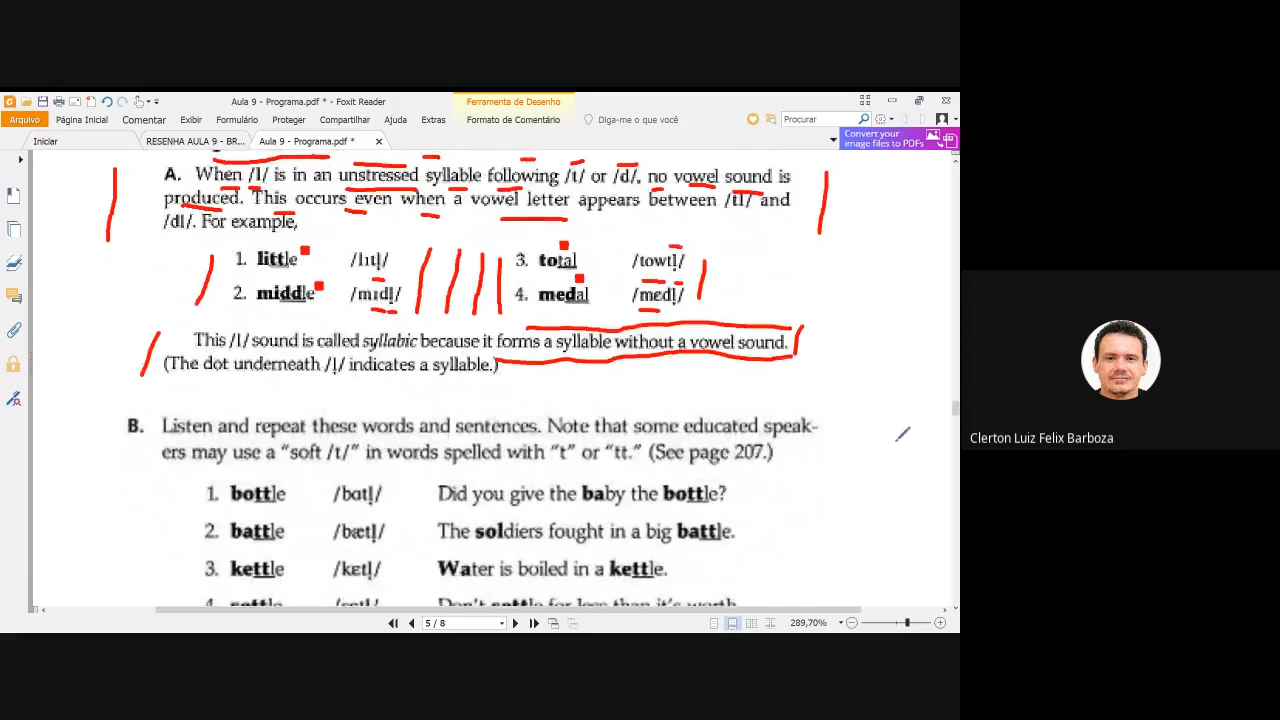 Aula 9 - Programa.pdf * - Foxit Reader
Ferramenta de Desenho
Arquivo Página Inicial Comentar Exibir Formulário Proteger Compartilhar Ajuda Extras Formato de Comentário Diga-me o que você Procurar
Iniciar RESENHA AULA 9 - BR... Aula 9 - Programa.pdf *
Convert your
image files to PDFs
A. When /l/ is in an unstressed syllable following /t/ or /d/, no vowel sound is
produced. This occurs even when a vowel letter appears between /tl/ and
/dl/. For example,
1. little /lɪtl̩/ 3. total /towtl̩/
2. middle /mɪdl̩/ 4. medal /mɛdl̩/
This /l/ sound is called syllabic because it forms a syllable without a vowel sound.
(The dot underneath /l̩/ indicates a syllable.)
B. Listen and repeat these words and sentences. Note that some educated speak-
ers may use a "soft /t/" in words spelled with "t" or "tt." (See page 207.)
1. bottle /bɑtl̩/ Did you give the baby the bottle?
2. battle /bætl̩/ The soldiers fought in a big battle.
3. kettle /kɛtl̩/ Water is boiled in a kettle.
5 / 8
289,70%
Clerton Luiz Felix Barboza